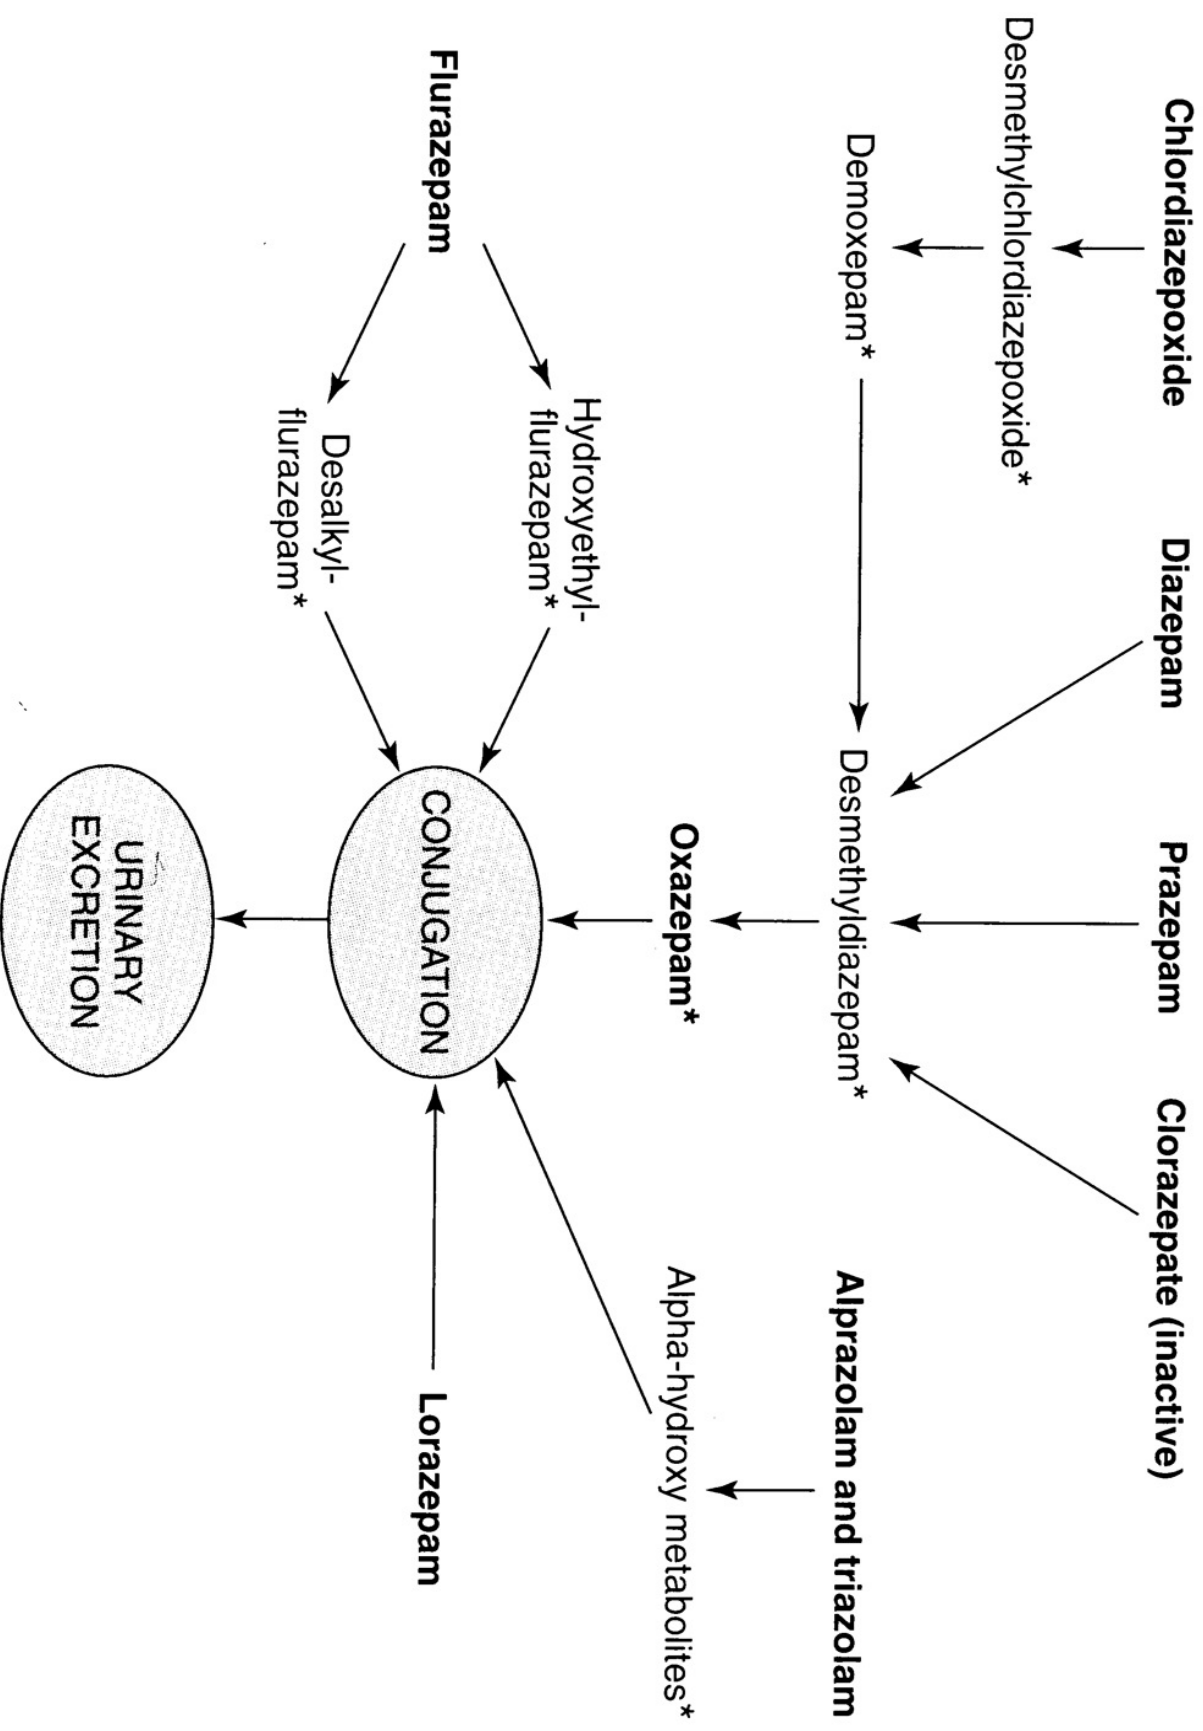 Chlordiazepoxide
Diazepam
Prazepam
Clorazepate (inactive)
Desmethylchlordiazepoxide*
Demoxepam*
Desmethyldiazepam*
Alprazolam and triazolam
Oxazepam*
Alpha-hydroxy metabolites*
Hydroxyethyl-
flurazepam*
Flurazepam
Desalkyl-
flurazepam*
CONJUGATION
Lorazepam
URINARY
EXCRETION